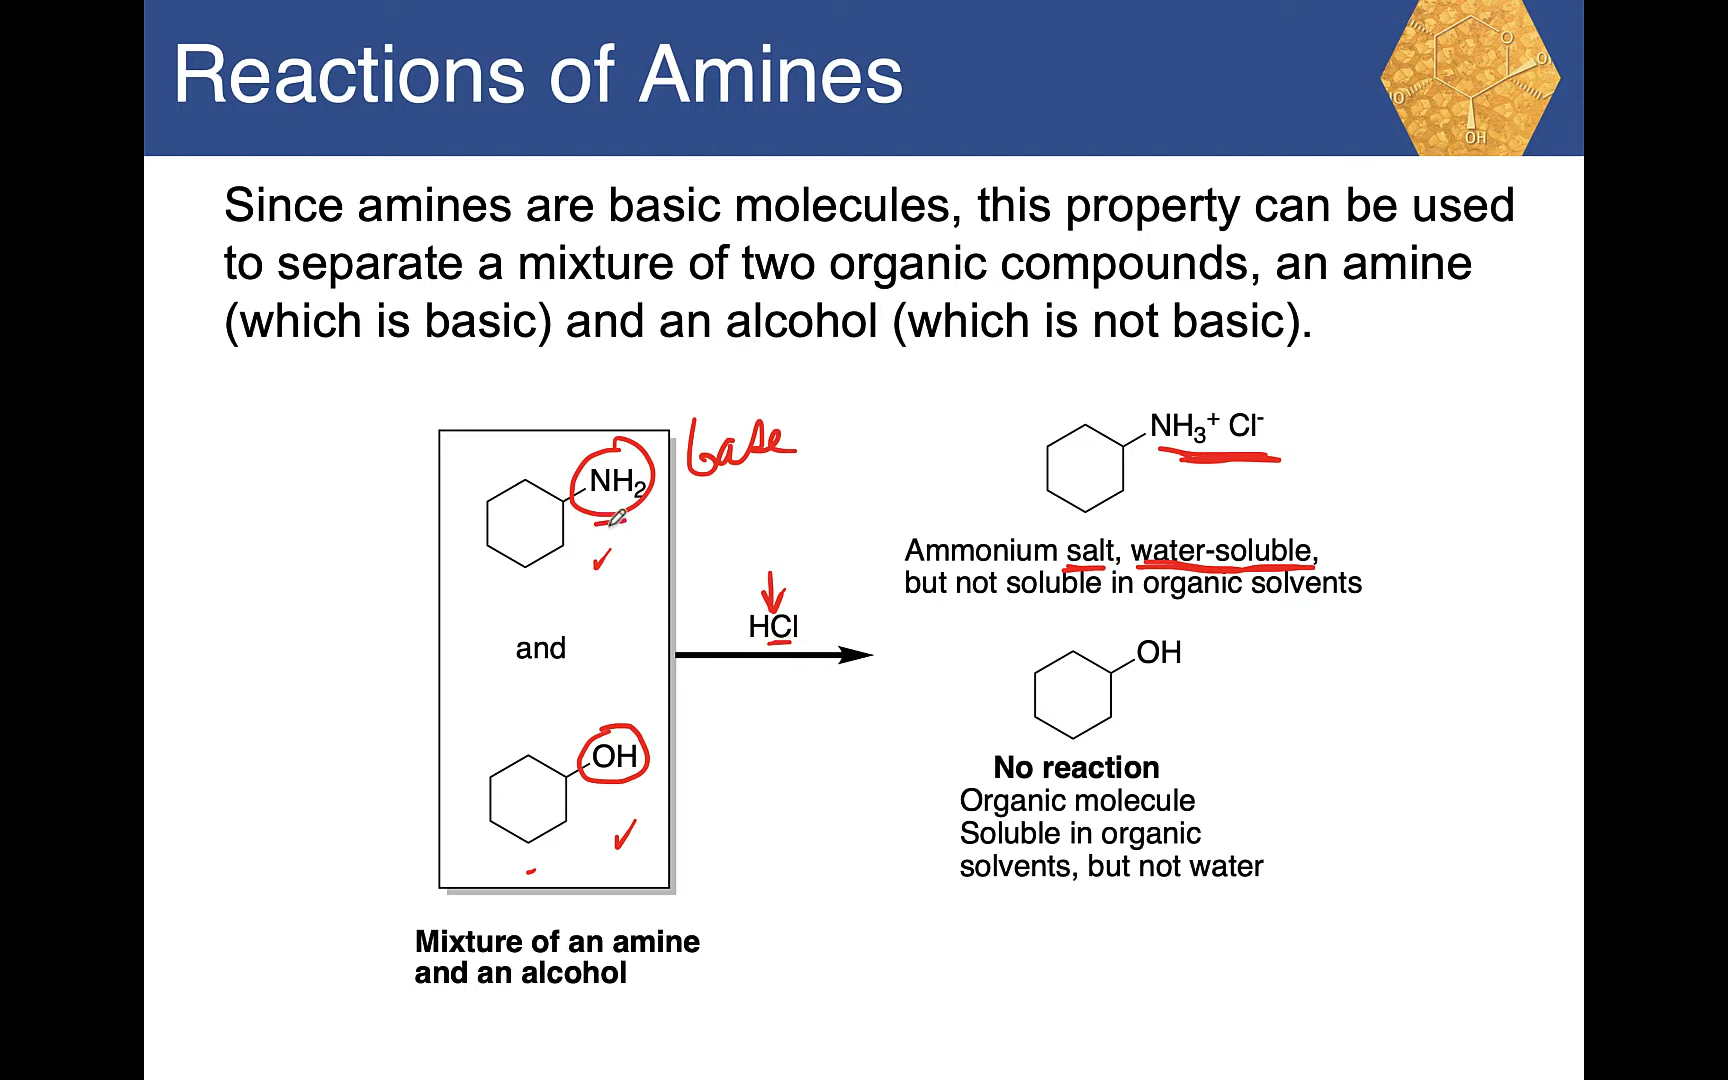 Reactions of Amines
O
O
O
OH
Since amines are basic molecules, this property can be used
to separate a mixture of two organic compounds, an amine
(which is basic) and an alcohol (which is not basic).
NH2
base
and
OH
Mixture of an amine
and an alcohol
HCl
NH3+ Cl-
Ammonium salt, water-soluble,
but not soluble in organic solvents
OH
No reaction
Organic molecule
Soluble in organic
solvents, but not water